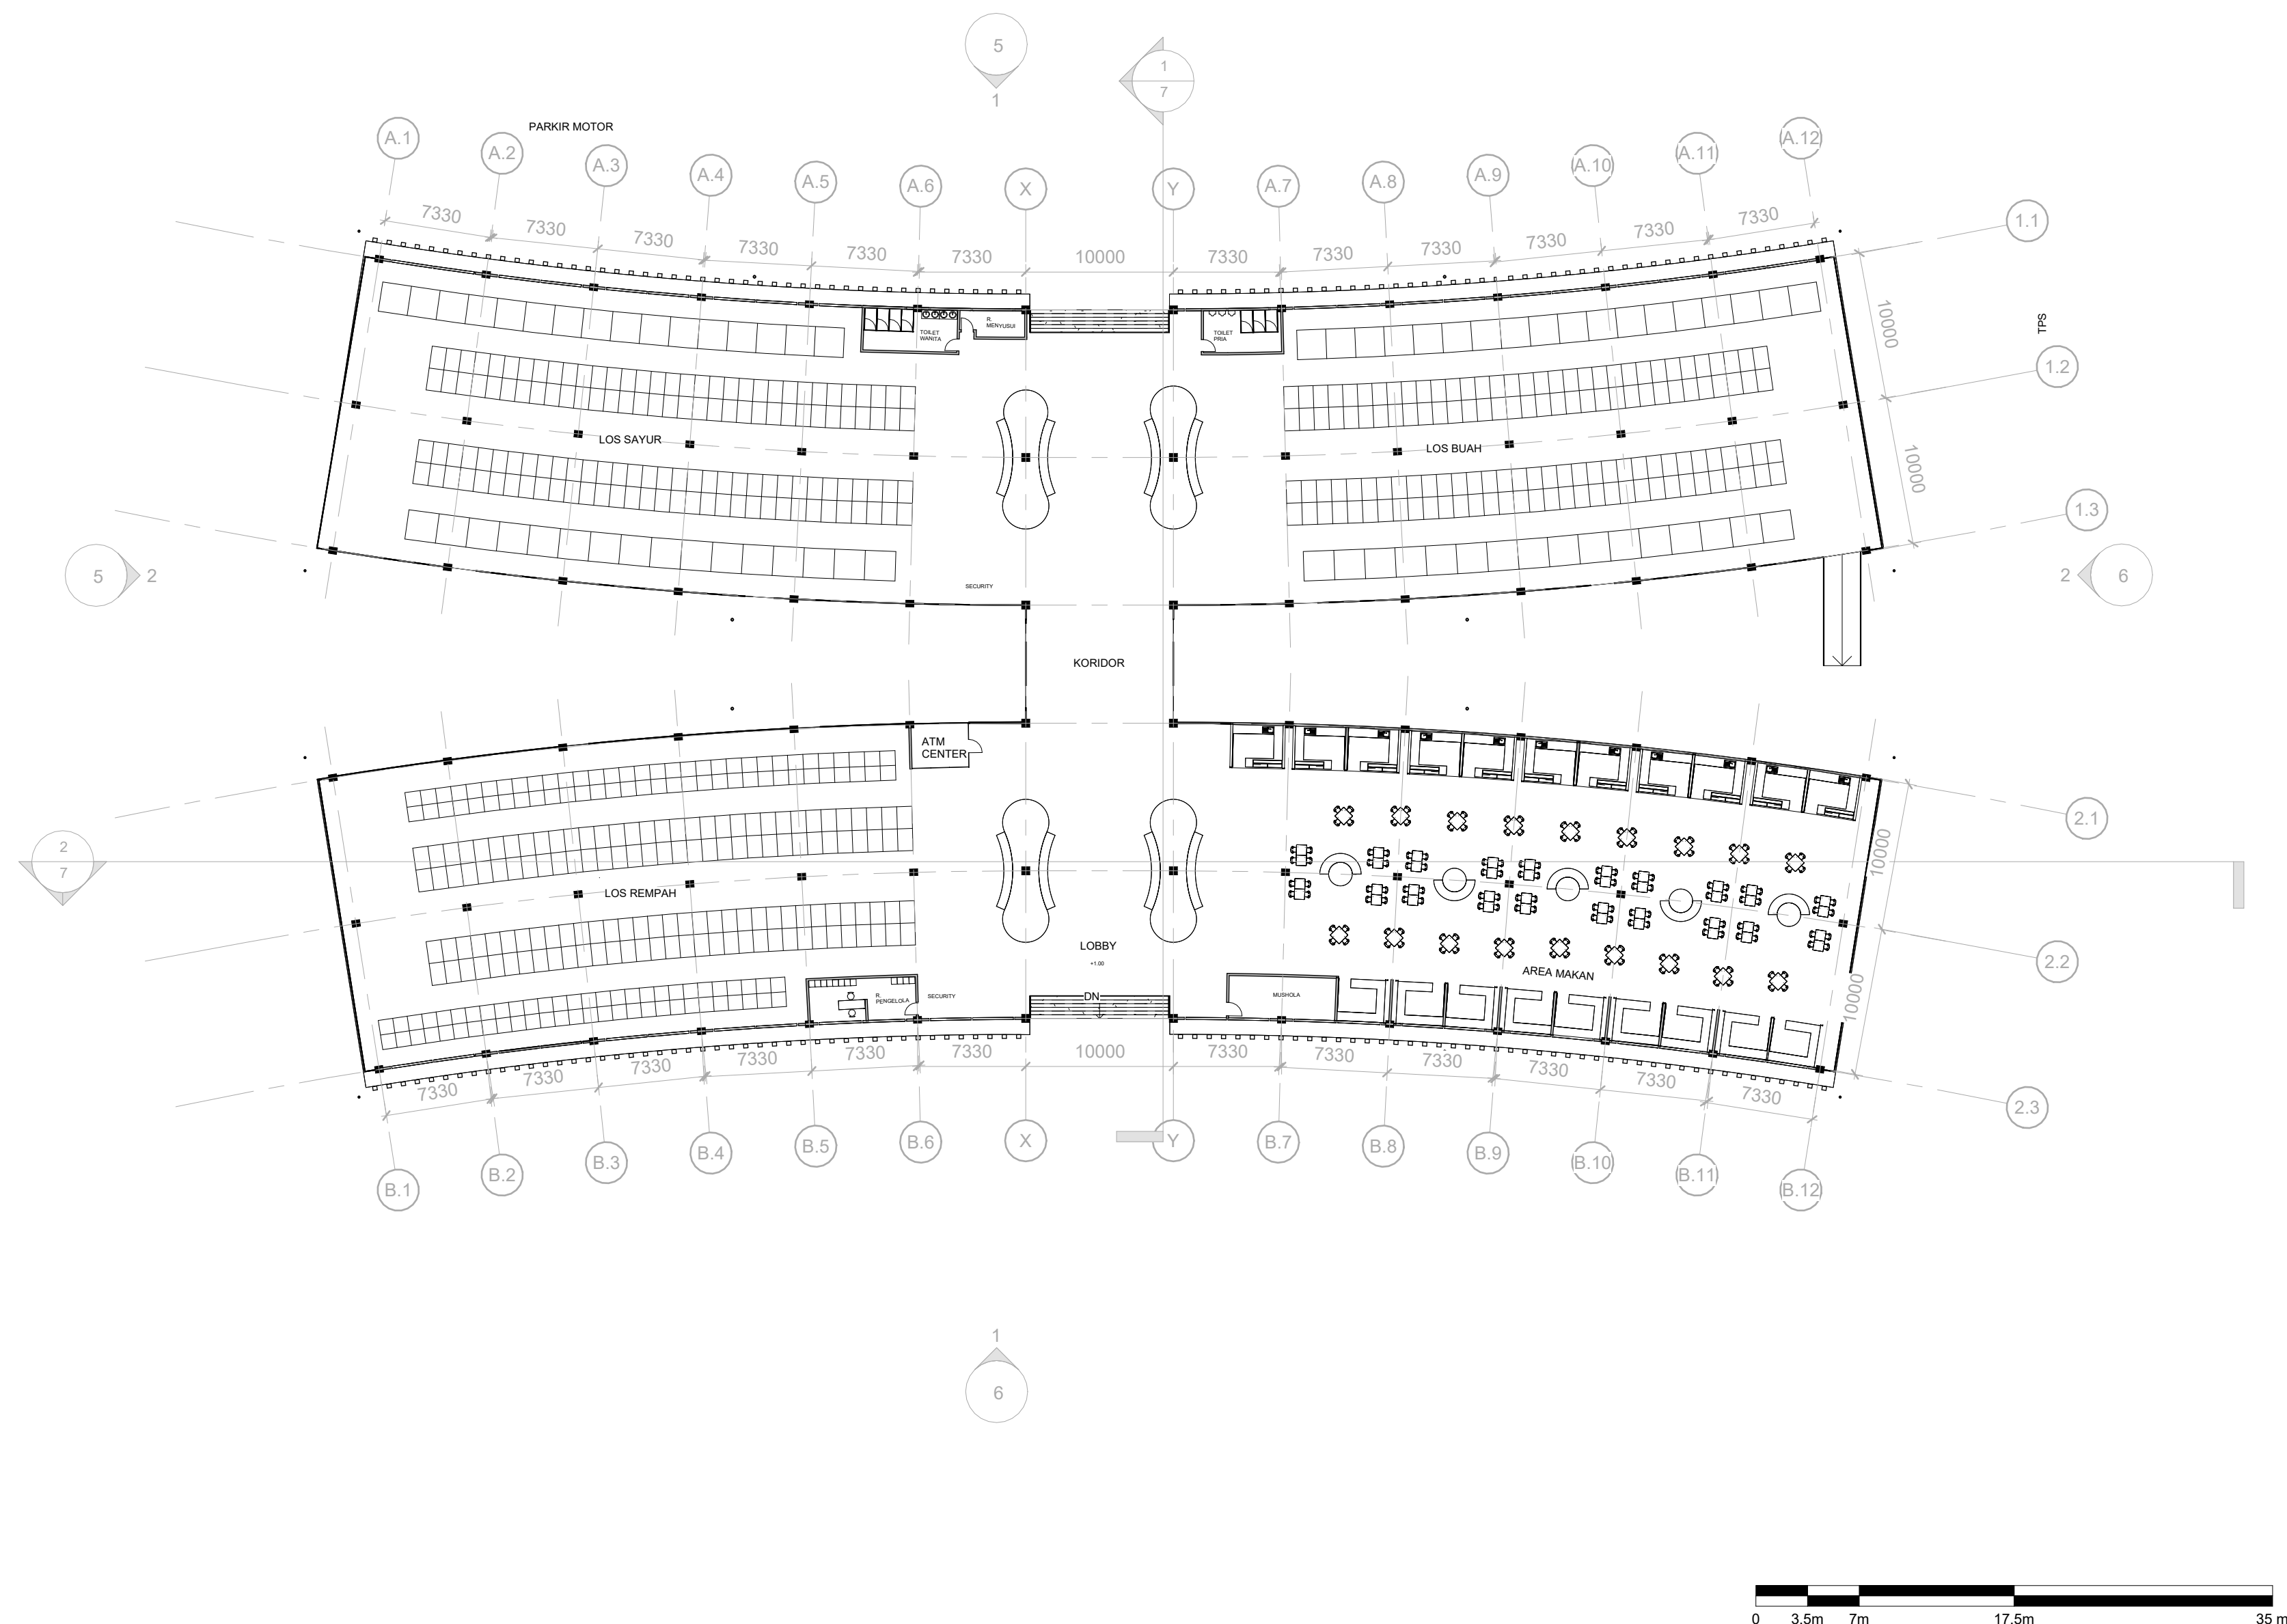 5
1
1
7
PARKIR MOTOR
A.1
A.2
A.3
A.4
A.5
A.6
X
Y
A.7
A.8
A.9
A.10
A.11
A.12
7330
7330
7330
7330
7330
7330
10000
7330
7330
7330
7330
7330
7330
1.1
10000
TPS
1.2
10000
1.3
TOILET
WANITA
R.
MENYUSUI
TOILET
PRIA
LOS SAYUR
LOS BUAH
5
2
2
6
SECURITY
KORIDOR
ATM
CENTER
2
7
LOS REMPAH
LOBBY
+1.00
AREA MAKAN
R.
PENGELOLA
SECURITY
DN
MUSHOLA
10000
2.1
2.2
10000
2.3
7330
7330
7330
7330
7330
7330
10000
7330
7330
7330
7330
7330
7330
B.1
B.2
B.3
B.4
B.5
B.6
X
Y
B.7
B.8
B.9
B.10
B.11
B.12
1
6
0
3.5m
7m
17.5m
35 m